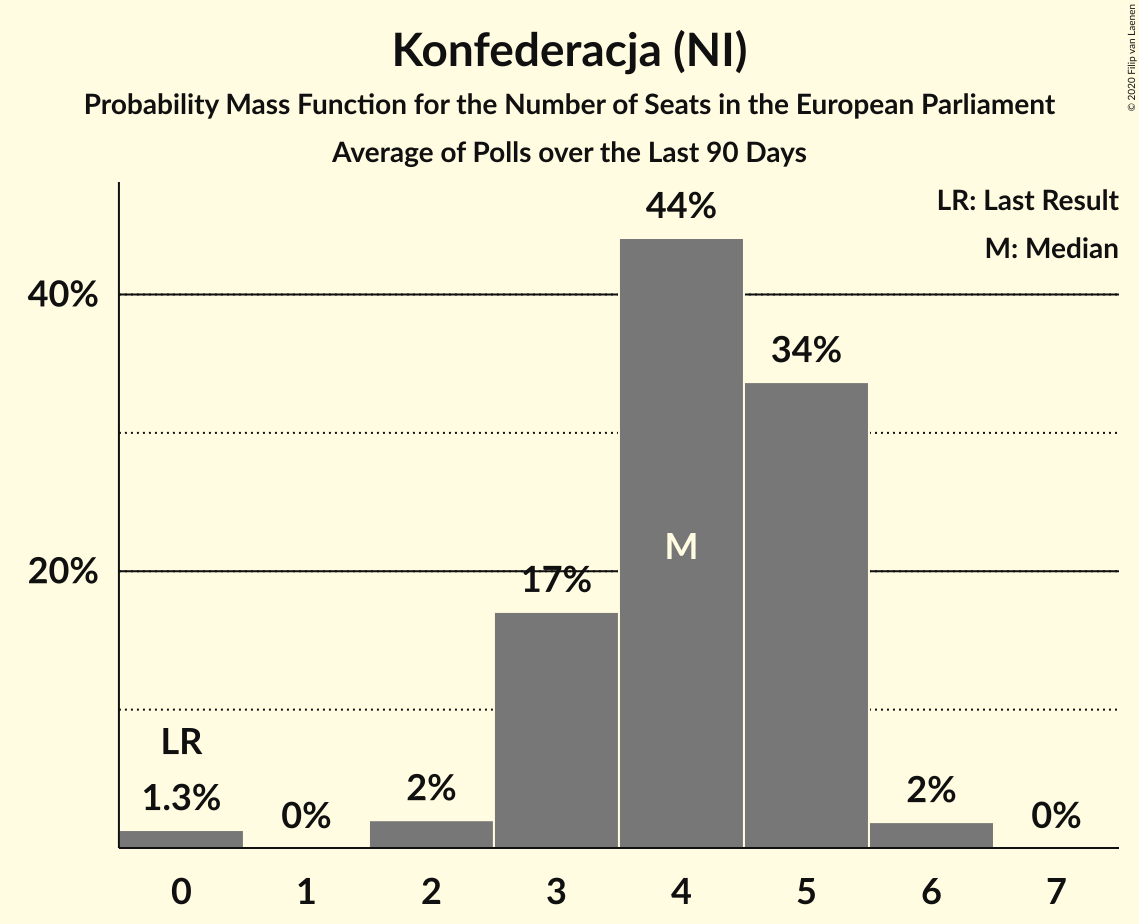 Konfederacja (NI)
Probability Mass Function for the Number of Seats in the European Parliament
Average of Polls over the Last 90 Days
© 2020 Filip van Laenen
LR: Last Result
M: Median
44%
40%
34%
M
20%
17%
LR
1.3%
0%
2%
2%
0%
0 1 2 3 4 5 6 7